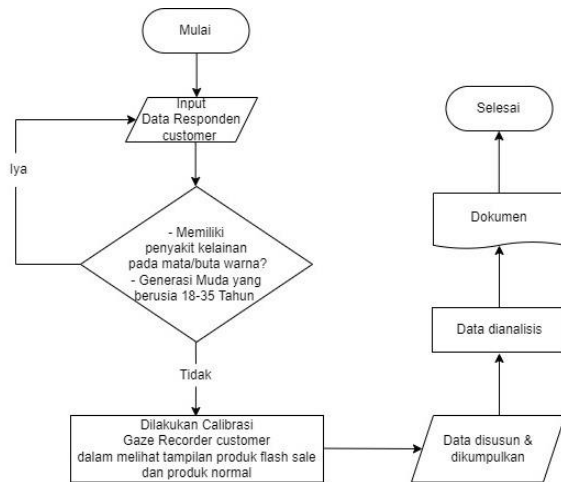 Mulai
Input
Data Responden
customer
Iya
- Memiliki
penyakit kelainan
pada mata/buta warna?
- Generasi Muda yang
berusia 18-35 Tahun
Tidak
Dilakukan Calibrasi
Gaze Recorder customer
dalam melihat tampilan produk flash sale
dan produk normal
Data disusun &
dikumpulkan
Data dianalisis
Dokumen
Selesai